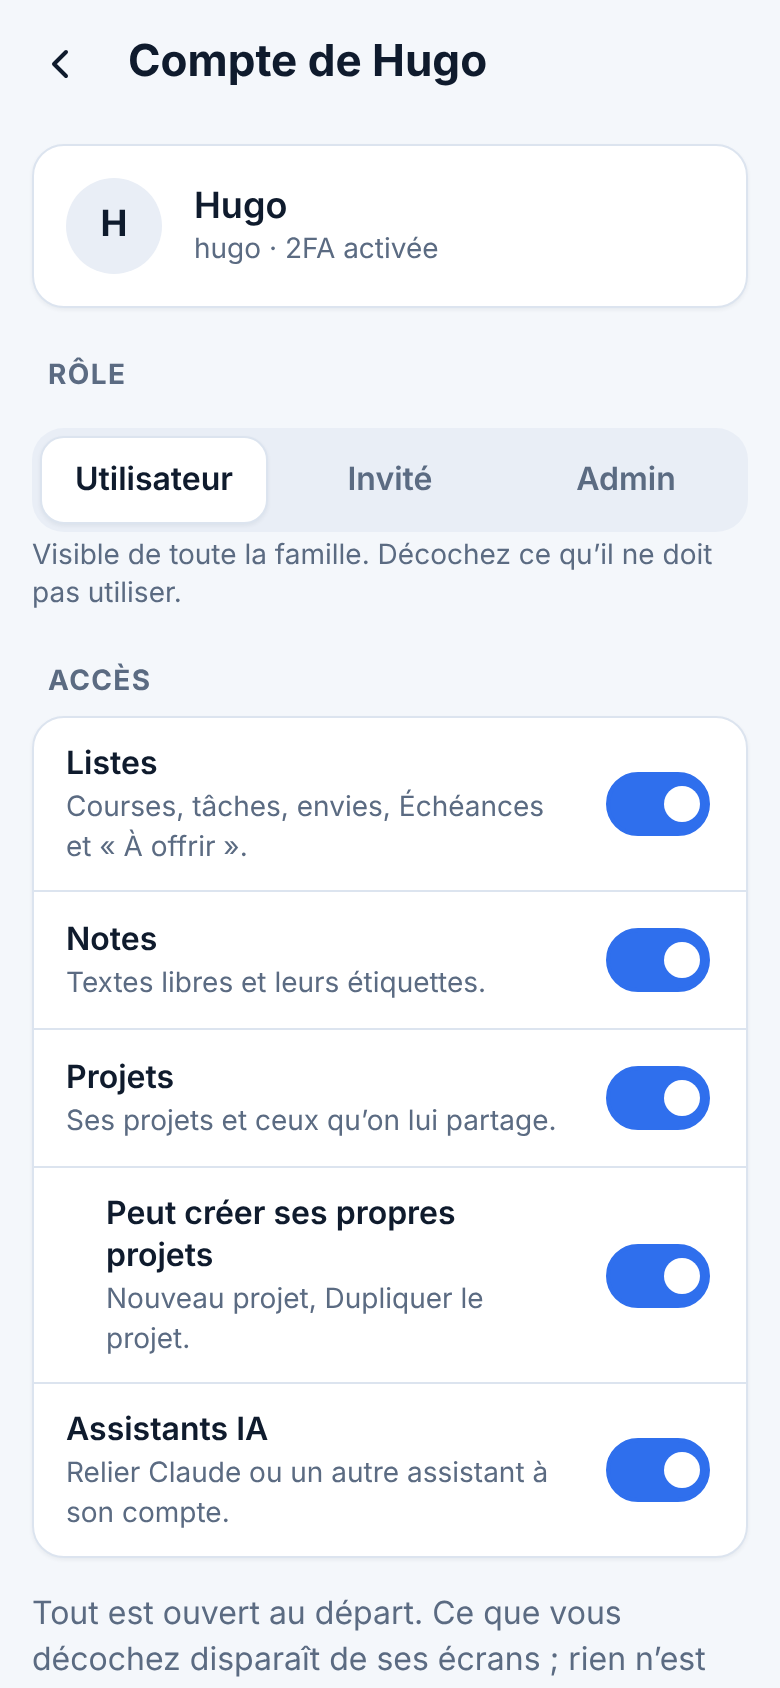 Compte de Hugo
H
Hugo
hugo · 2FA activée
RÔLE
Utilisateur
Invité
Admin
Visible de toute la famille. Décochez ce qu’il ne doit
pas utiliser.
ACCÈS
Listes
Courses, tâches, envies, Échéances
et « À offrir ».
Notes
Textes libres et leurs étiquettes.
Projets
Ses projets et ceux qu’on lui partage.
Peut créer ses propres
projets
Nouveau projet, Dupliquer le
projet.
Assistants IA
Relier Claude ou un autre assistant à
son compte.
Tout est ouvert au départ. Ce que vous
décochez disparaît de ses écrans ; rien n’est